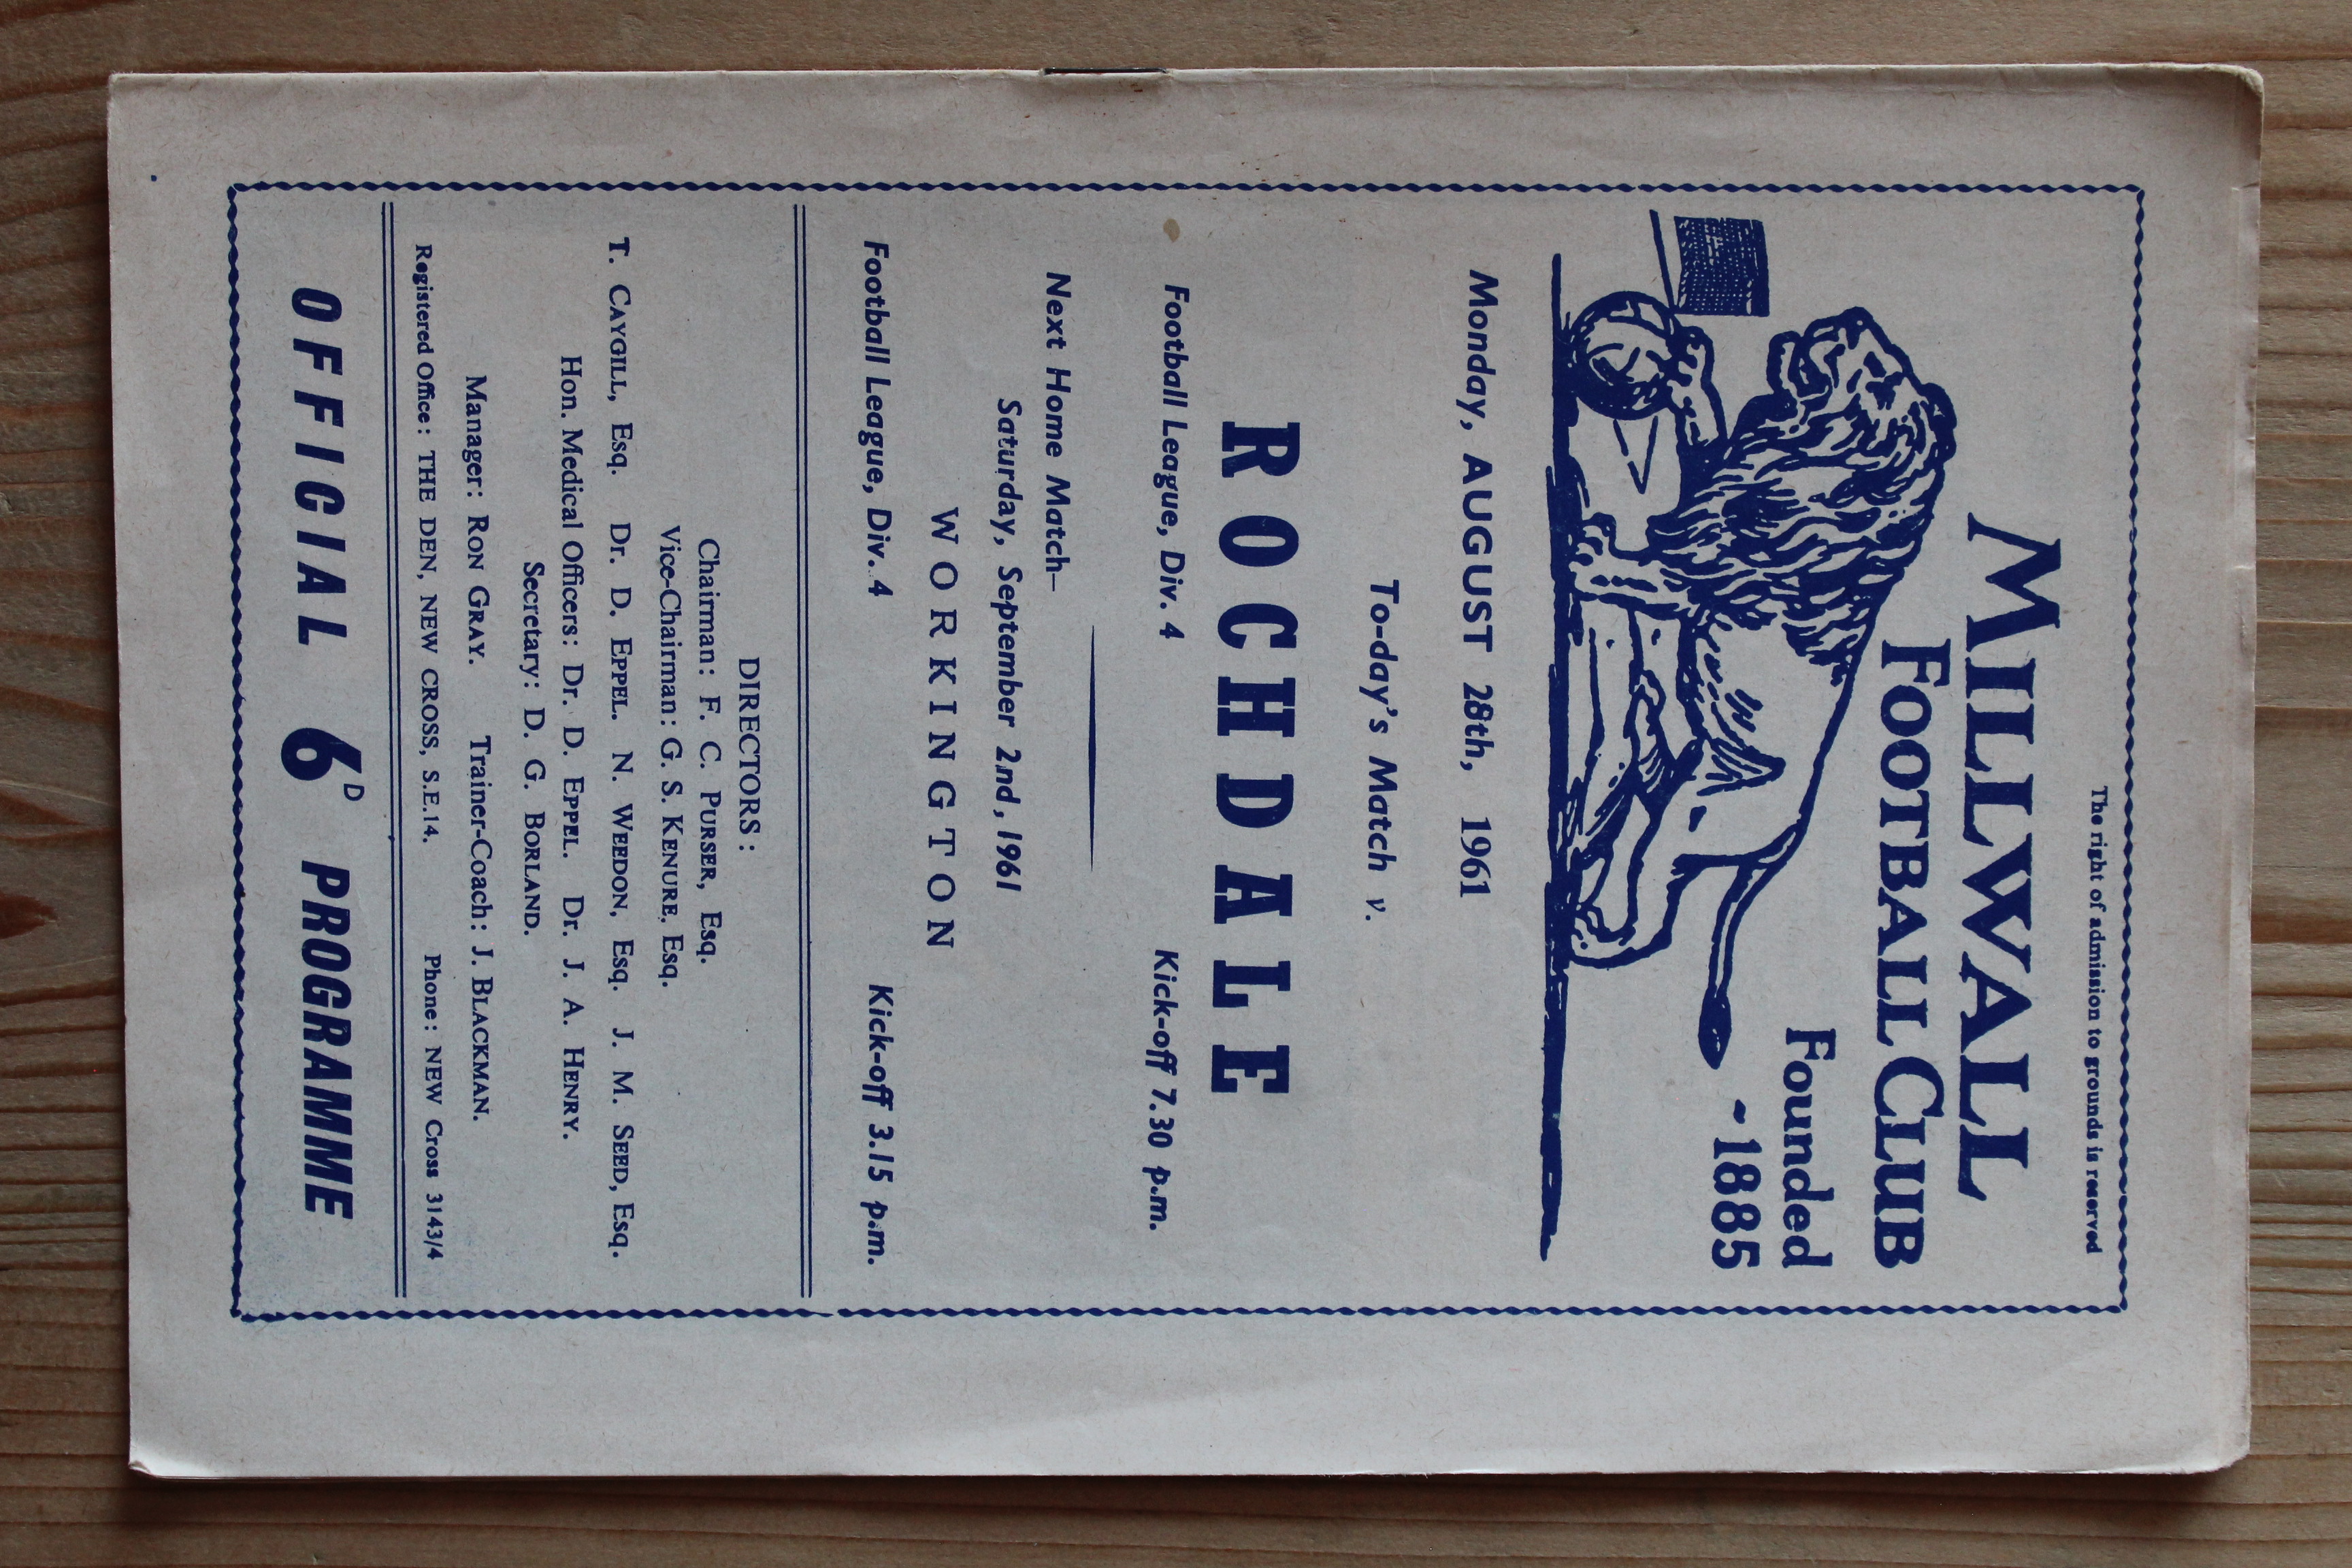 The right of admission to grounds is reserved
MILLWALL
FOOTBALL CLUB
Founded
~1885
Monday, AUGUST 28th, 1961
To-day's Match v.
ROCHDALE
Football League, Div. 4 Kick-off 7.30 p.m.
Next Home Match—
Saturday, September 2nd, 1961
WORKINGTON
Football League, Div. 4 Kick-off 3.15 p.m.
DIRECTORS :
Chairman: F. C. PURSER, Esq.
Vice-Chairman: G. S. KENURE, Esq.
T. CAYGILL, Esq. Dr. D. EPPEL. N. WEEDON, Esq. J. M. SEED, Esq.
Hon. Medical Officers: Dr. D. EPPEL. Dr. J. A. HENRY.
Secretary: D. G. BORLAND.
Manager: RON GRAY. Trainer-Coach: J. BLACKMAN.
Registered Office: THE DEN, NEW CROSS, S.E.14. Phone: NEW Cross 3143/4
OFFICIAL 6D PROGRAMME